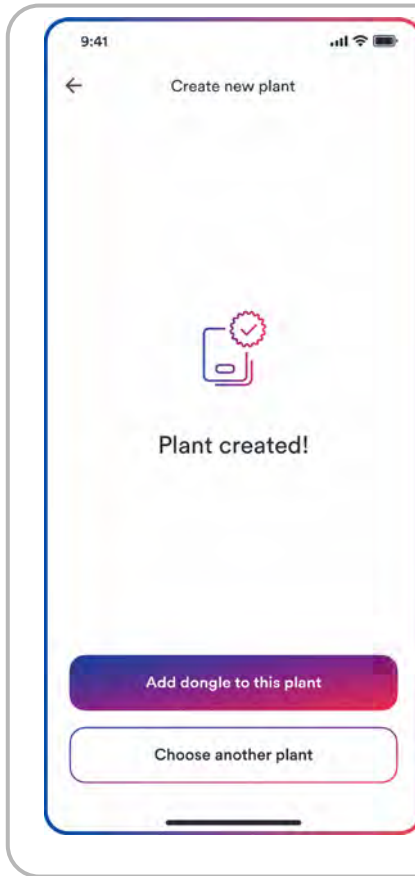 9:41
Create new plant
Plant created!
Add dongle to this plant
Choose another plant